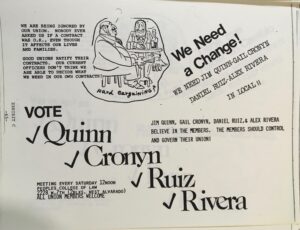 WE ARE BEING IGNORED BY
OUR UNION. NOBODY EVER
ASKED US IF A CONTRACT
WAS O.K., EVEN THOUGH
IT AFFECTS OUR LIVES
AND FAMILIES.
GOOD UNIONS RATIFY THEIR
CONTRACTS. OUR CURRENT
OFFICERS DON'T THINK WE
ARE ABLE TO DECIDE WHAT
WE NEED IN OUR OWN CONTRACT!
Hard Bargaining?
We Need
a Change!
WE NEED JIM QUINN-GAIL CRONYN
DANIEL RUIZ-ALEX RIVERA
IN LOCAL 11
EXHIBIT C
VOTE
Quinn
Cronyn
Ruiz
Rivera
JIM QUINN, GAIL CRONYN, DANIEL RUIZ, & ALEX RIVERA
BELIEVE IN THE MEMBERS. THE MEMBERS SHOULD CONTROL
AND GOVERN THEIR UNION!
MEETING EVERY SATURDAY 12NOON
PEOPLES COLLEGE OF LAW
ALL UNION MEMBERS WELCOME